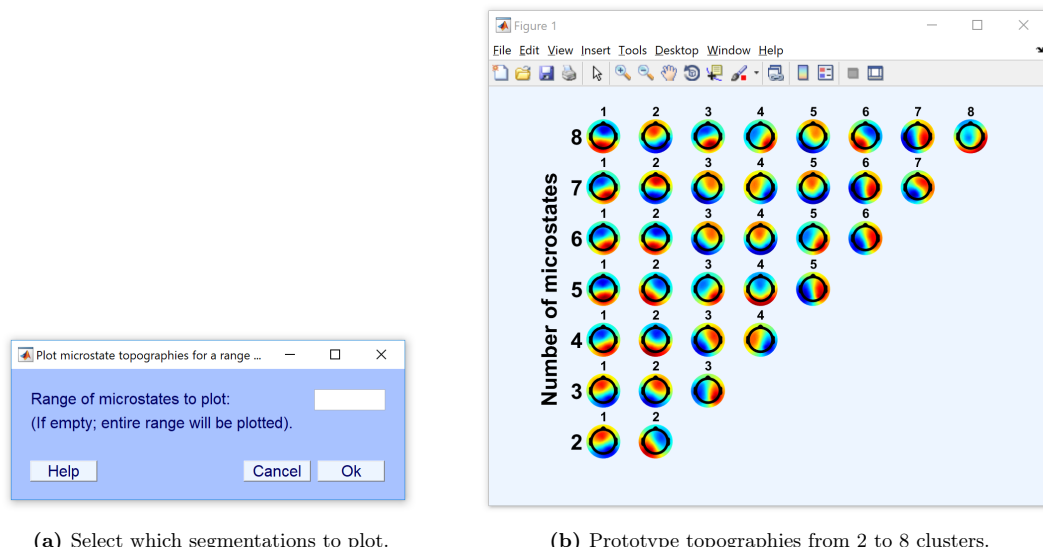 Plot microstate topographies for a range ...
Range of microstates to plot:
(If empty; entire range will be plotted).
Help Cancel Ok
(a) Select which segmentations to plot.
Figure 1
File Edit View Insert Tools Desktop Window Help
Number of microstates
1 2 3 4 5 6 7 8
8
1 2 3 4 5 6 7
7
1 2 3 4 5 6
6
1 2 3 4 5
5
1 2 3 4
4
1 2 3
3
1 2
2
(b) Prototype topographies from 2 to 8 clusters.